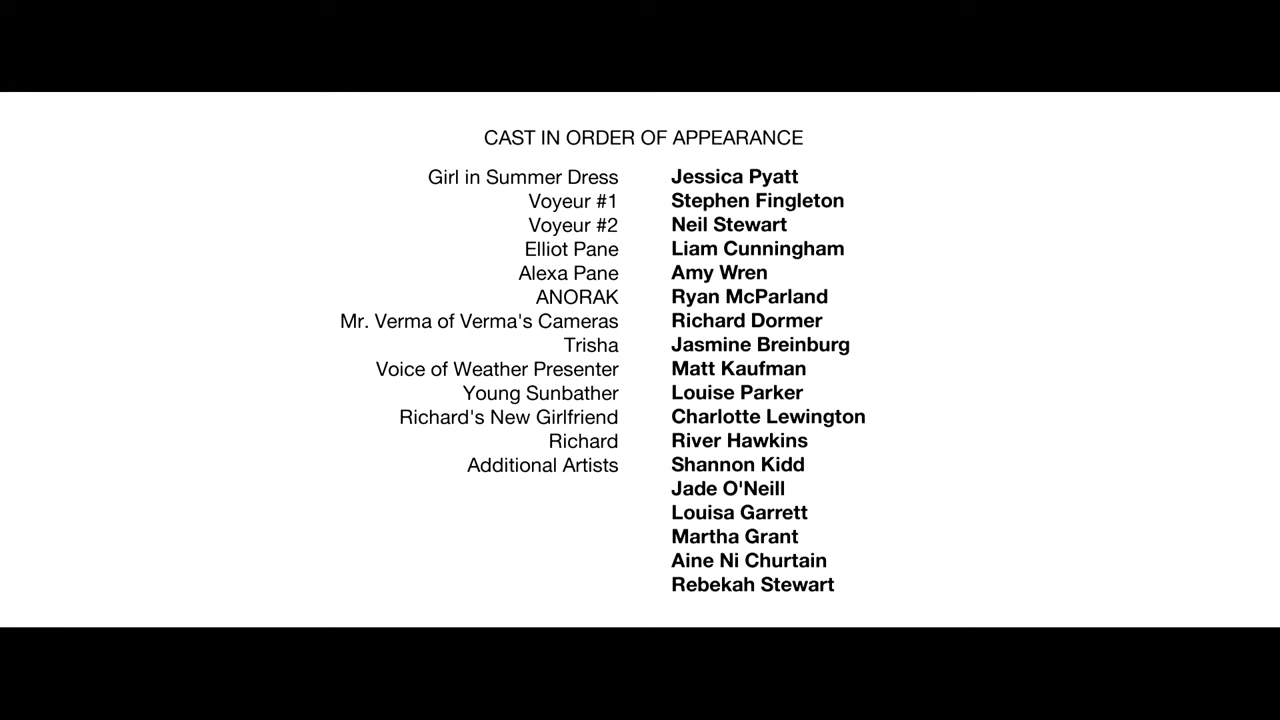 CAST IN ORDER OF APPEARANCE
Girl in Summer Dress Jessica Pyatt
Voyeur #1 Stephen Fingleton
Voyeur #2 Neil Stewart
Elliot Pane Liam Cunningham
Alexa Pane Amy Wren
ANORAK Ryan McParland
Mr. Verma of Verma's Cameras Richard Dormer
Trisha Jasmine Breinburg
Voice of Weather Presenter Matt Kaufman
Young Sunbather Louise Parker
Richard's New Girlfriend Charlotte Lewington
Richard River Hawkins
Additional Artists Shannon Kidd
Jade O'Neill
Louisa Garrett
Martha Grant
Aine Ni Churtain
Rebekah Stewart